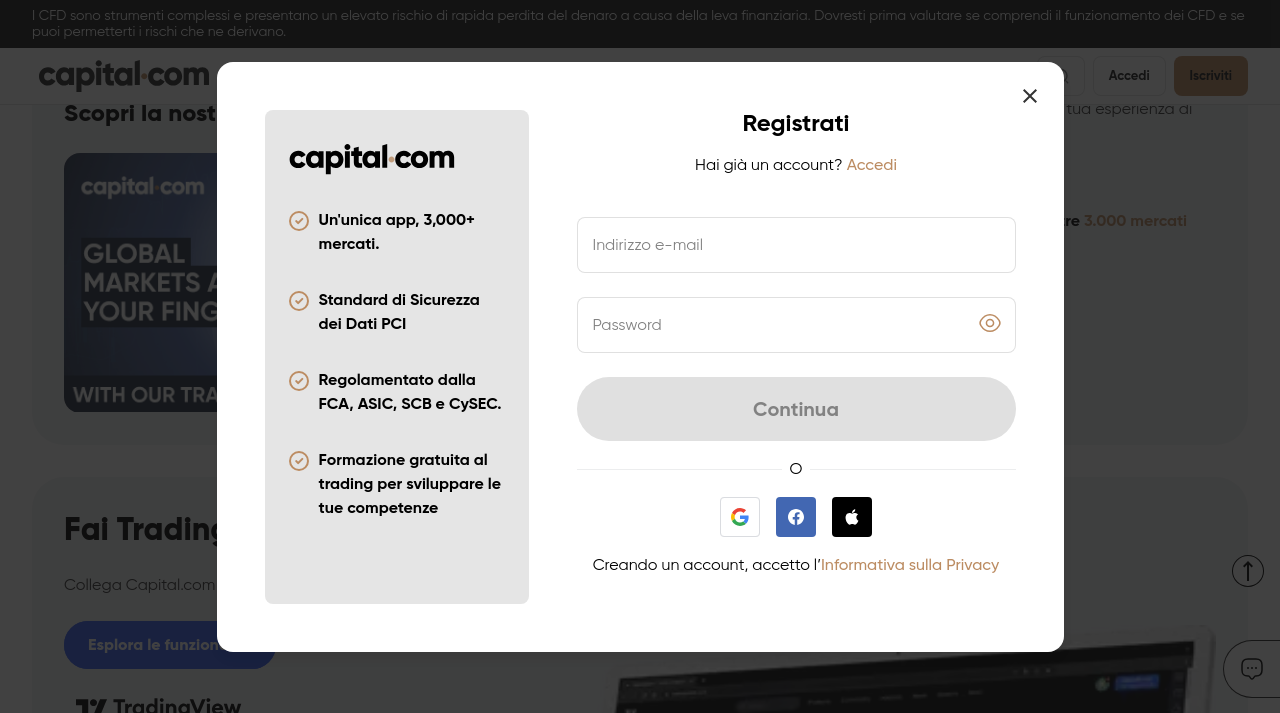 I CFD sono strumenti complessi e presentano un elevato rischio di rapida perdita del denaro a causa della leva finanziaria. Dovresti prima valutare se comprendi il funzionamento dei CFD e se
puoi permetterti i rischi che ne derivano.
capital.com
Accedi
Iscriviti
Scopri la nost
tua esperienza di
capital.com
GLOBAL
MARKETS A
YOUR FING
WITH OUR TRA
tre 3.000 mercati
capital.com
Un'unica app, 3,000+
mercati.
Standard di Sicurezza
dei Dati PCI
Regolamentato dalla
FCA, ASIC, SCB e CySEC.
Formazione gratuita al
trading per sviluppare le
tue competenze
Registrati
Hai già un account? Accedi
Indirizzo e-mail
Password
Continua
O
Creando un account, accetto l’Informativa sulla Privacy
Fai Trading
Collega Capital.com
Esplora le funzion
TradingView